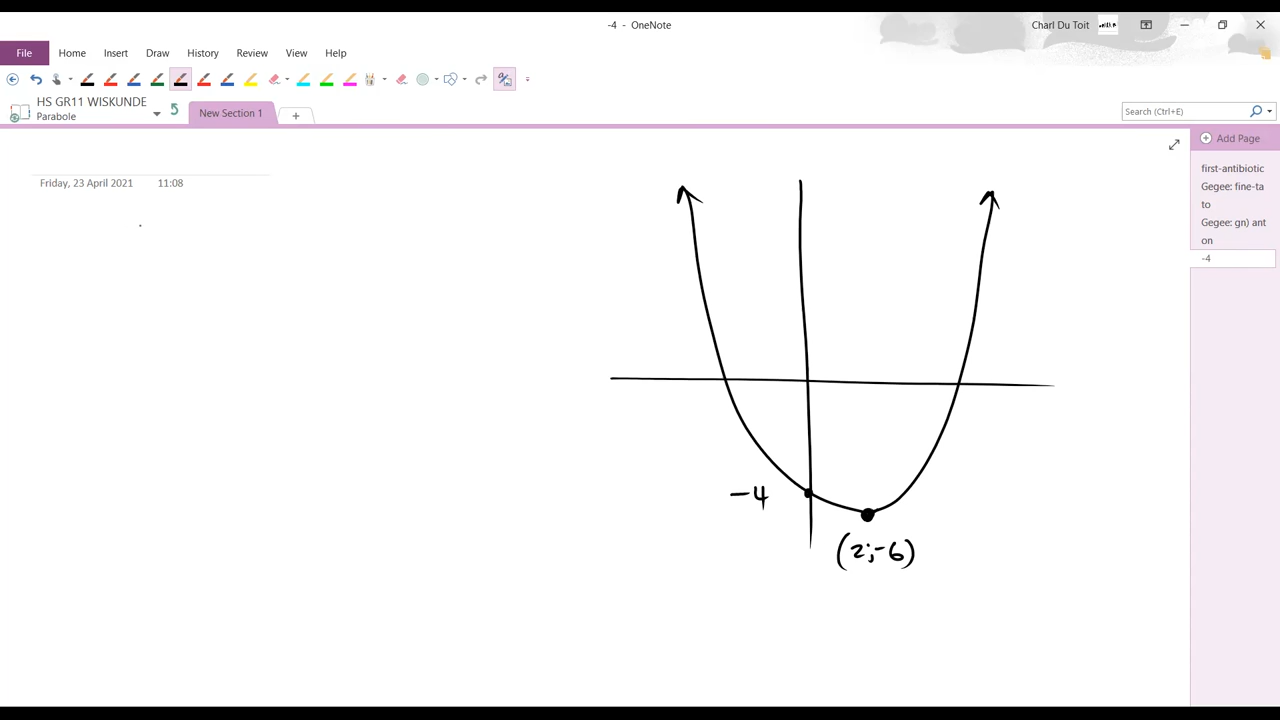 -4 - OneNote
Charl Du Toit
File Home Insert Draw History Review View Help
HS GR11 WISKUNDE
Parabole
New Section 1
Search (Ctrl+E)
Add Page
Friday, 23 April 2021 11:08
first-antibiotic
Gegee: fine-ta
to
Gegee: gn) ant
on
-4
-4
(2;-6)